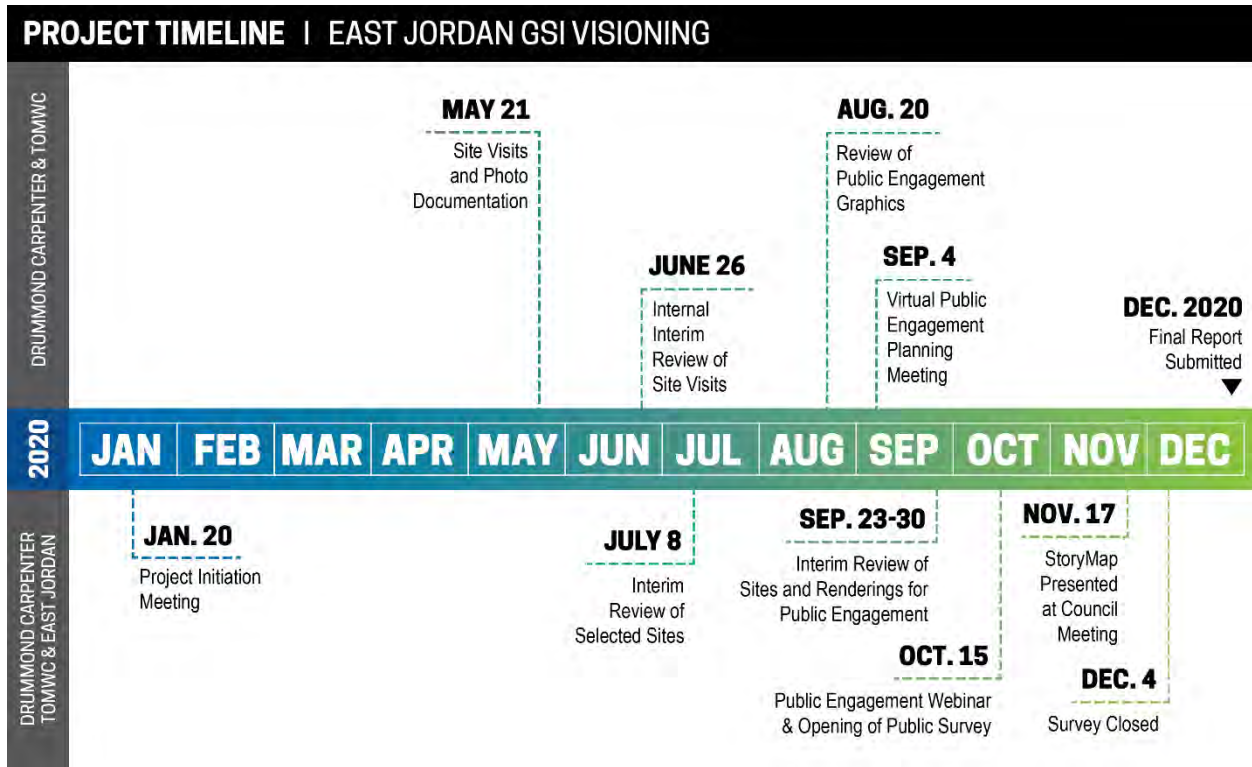 PROJECT TIMELINE | EAST JORDAN GSI VISIONING
DRUMMOND CARPENTER & TOMWC
MAY 21
Site Visits
and Photo
Documentation
JUNE 26
Internal
Interim
Review of
Site Visits
AUG. 20
Review of
Public Engagement
Graphics
SEP. 4
Virtual Public
Engagement
Planning
Meeting
DEC. 2020
Final Report
Submitted
2020
JAN FEB MAR APR MAY JUN JUL AUG SEP OCT NOV DEC
DRUMMOND CARPENTER
TOMWC & EAST JORDAN
JAN. 20
Project Initiation
Meeting
JULY 8
Interim
Review of
Selected Sites
SEP. 23-30
Interim Review of
Sites and Renderings for
Public Engagement
OCT. 15
Public Engagement Webinar
& Opening of Public Survey
NOV. 17
StoryMap
Presented
at Council
Meeting
DEC. 4
Survey Closed